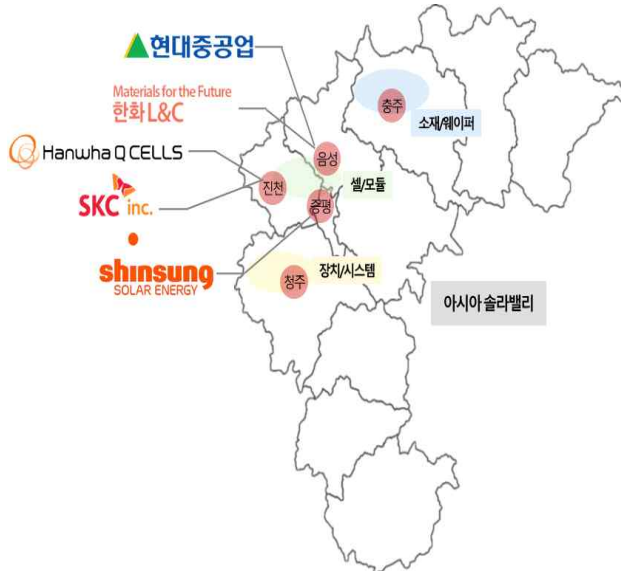 현대중공업
Materials for the Future
한화 L&C
Hanwha Q CELLS
SKC inc.
shinsung
SOLAR ENERGY
충주
소재/웨이퍼
음성
진천
셀/모듈
증평
장치/시스템
청주
아시아 솔라밸리